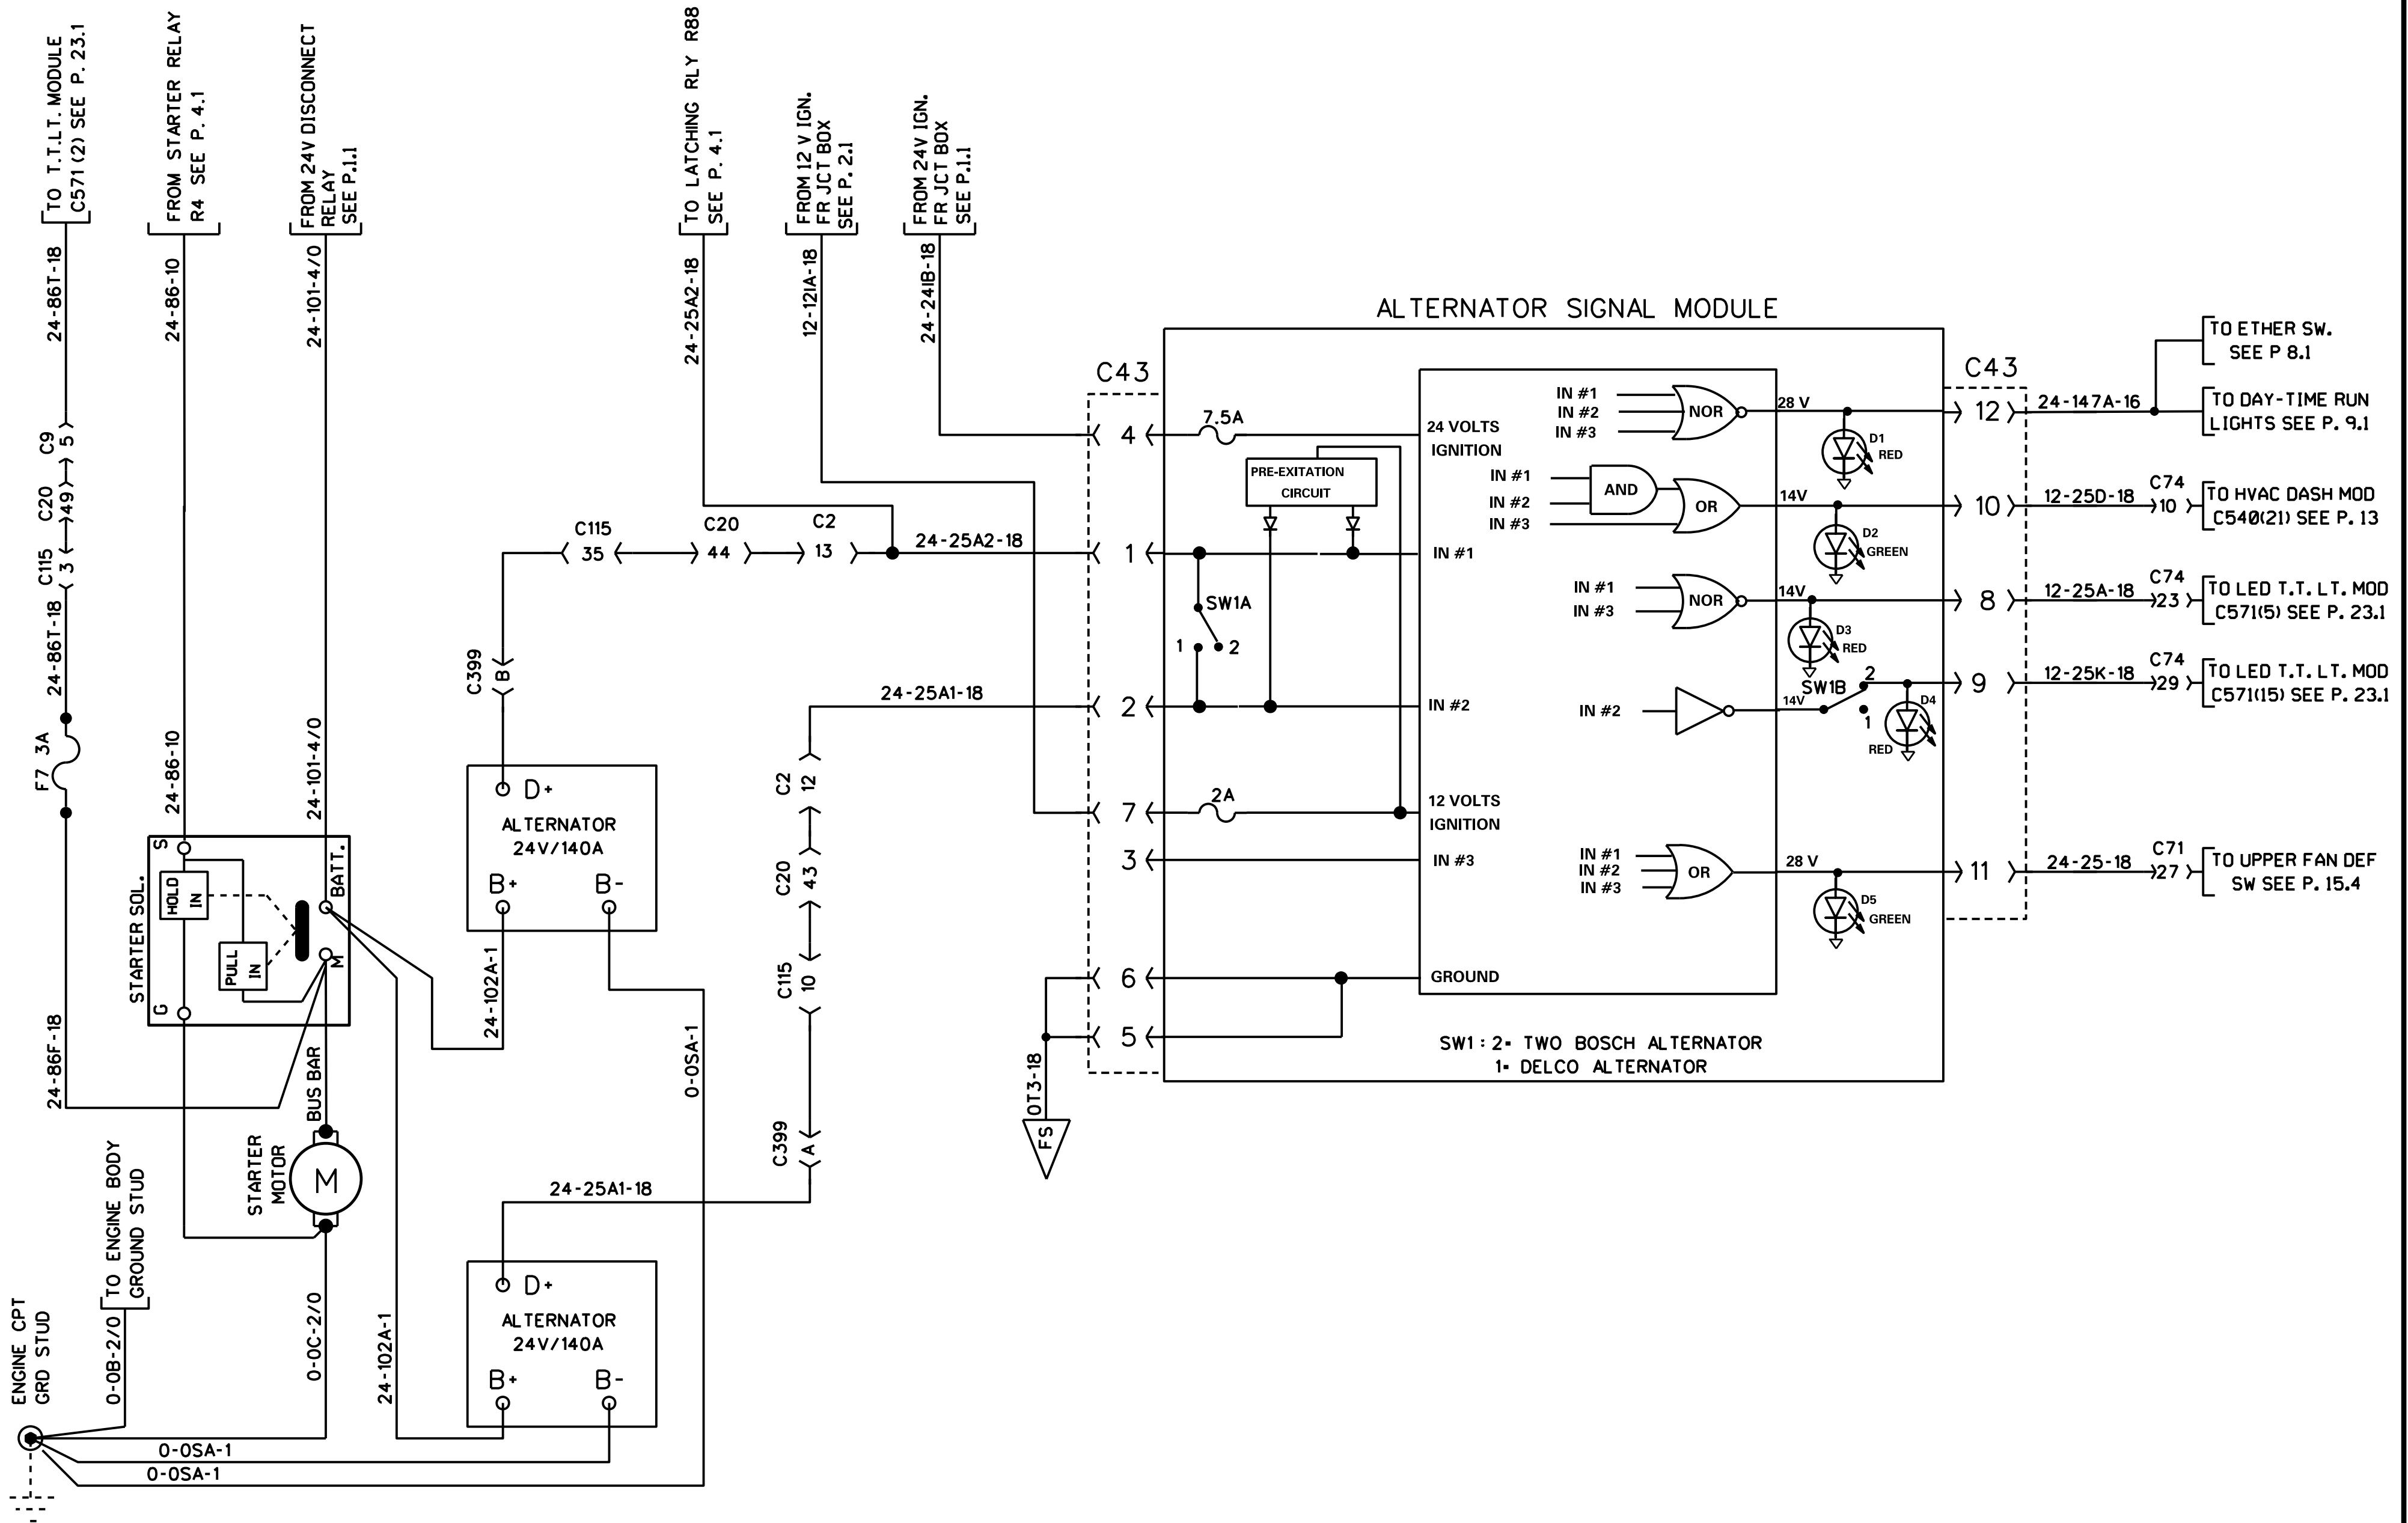 TO T.T.LT. MODULE
C571 (2) SEE P. 23.1
FROM STARTER RELAY
R4 SEE P. 4.1
FROM 24V DISCONNECT
RELAY
SEE P.1.1
TO LATCHING RLY R88
SEE P. 4.1
FROM 12 V IGN.
FR JCT BOX
SEE P. 2.1
FROM 24V IGN.
FR JCT BOX
SEE P.1.1
24-86T-18
24-86-10
24-101-4/0
24-25A2-18
12-12IA-18
24-24IB-18
C9
5
C20
49
C115
3
24-86T-18
F7 3A
24-86F-18
24-86-10
24-101-4/0
STARTER SOL.
S
HOLD
IN
PULL
IN
G
BATT.
M
BUS BAR
STARTER
MOTOR
M
TO ENGINE BODY
GROUND STUD
ENGINE CPT
GRD STUD
0-0B-2/0
0-0C-2/0
24-102A-1
0-0SA-1
0-0SA-1
C115
35
C20
44
C2
13
24-25A2-18
C399
B
D+
ALTERNATOR
24V/140A
B+
B-
24-102A-1
0-0SA-1
24-25A1-18
C2
12
C20
43
C115
10
C399
A
24-25A1-18
D+
ALTERNATOR
24V/140A
B+
B-
ALTERNATOR SIGNAL MODULE
C43
4
1
2
7
3
6
5
0T3-18
FS
7.5A
PRE-EXITATION
CIRCUIT
SW1A
1
2
2A
24 VOLTS
IGNITION
IN #1
IN #2
12 VOLTS
IGNITION
IN #3
GROUND
IN #1
IN #2
IN #3
NOR
28 V
D1
RED
IN #1
IN #2
IN #3
AND
OR
14V
D2
GREEN
IN #1
IN #3
NOR
14V
D3
RED
IN #2
14V
SW1B
2
1
D4
RED
IN #1
IN #2
IN #3
OR
28 V
D5
GREEN
SW1 : 2= TWO BOSCH ALTERNATOR
1= DELCO ALTERNATOR
C43
12
24-147A-16
TO ETHER SW.
SEE P 8.1
TO DAY-TIME RUN
LIGHTS SEE P. 9.1
10
12-25D-18
C74
10
TO HVAC DASH MOD
C540(21) SEE P. 13
8
12-25A-18
C74
23
TO LED T.T. LT. MOD
C571(5) SEE P. 23.1
9
12-25K-18
C74
29
TO LED T.T. LT. MOD
C571(15) SEE P. 23.1
11
24-25-18
C71
27
TO UPPER FAN DEF
SW SEE P. 15.4